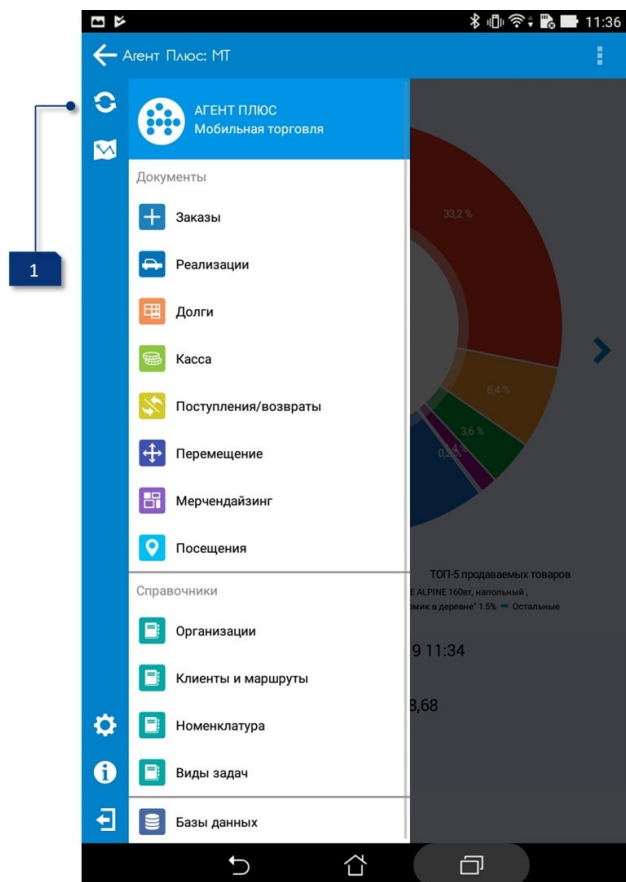 11:36
Агент Плюс: МТ
АГЕНТ ПЛЮС
Мобильная торговля
Документы
Заказы
33,2 %
1
Реализации
Долги
Касса
6,4 %
Поступления/возвраты
3,6 %
Перемещение
Мерчендайзинг
Посещения
ТОП-5 продаваемых товаров
Справочники
E ALPINE 160вт, напольный ,
омик в деревне" 1.5% Остальные
Организации
9 11:34
Клиенты и маршруты
8,68
Номенклатура
Виды задач
Базы данных